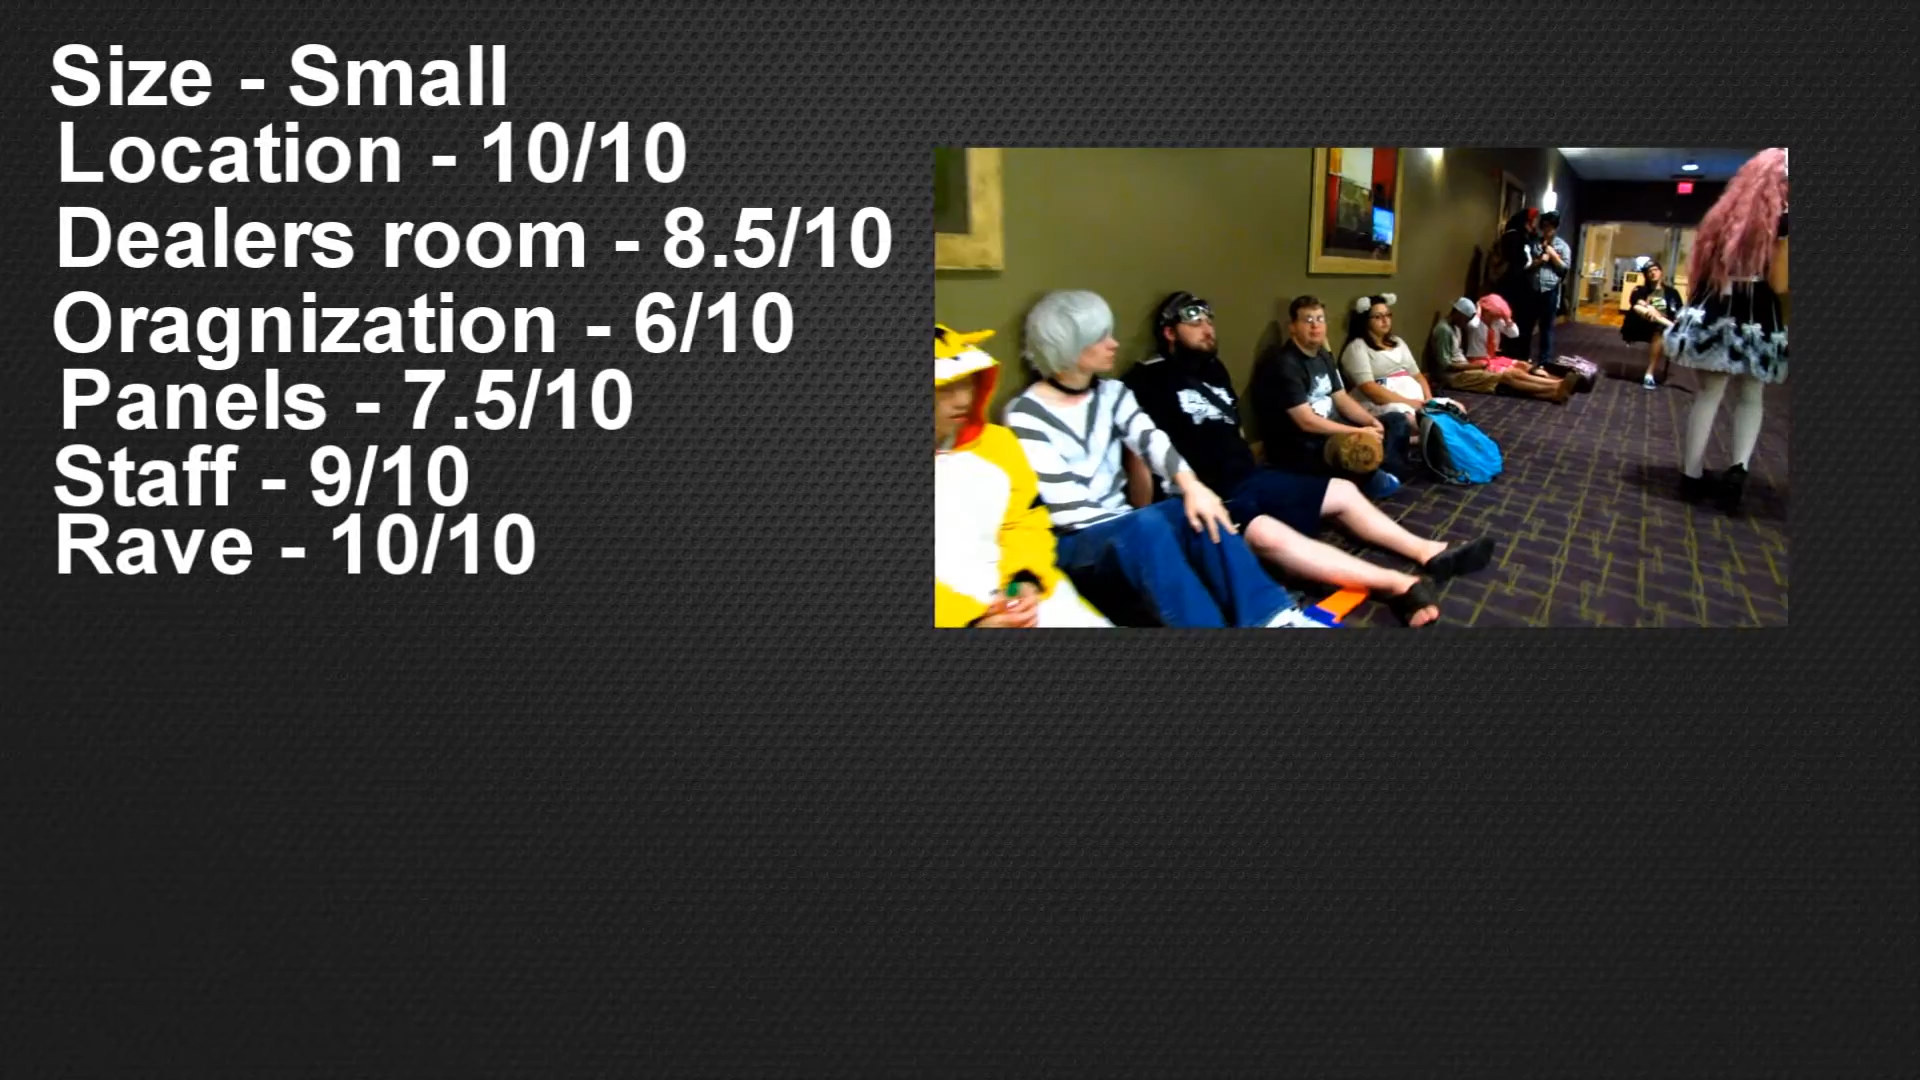 Size - Small
Location - 10/10
Dealers room - 8.5/10
Oragnization - 6/10
Panels - 7.5/10
Staff - 9/10
Rave - 10/10